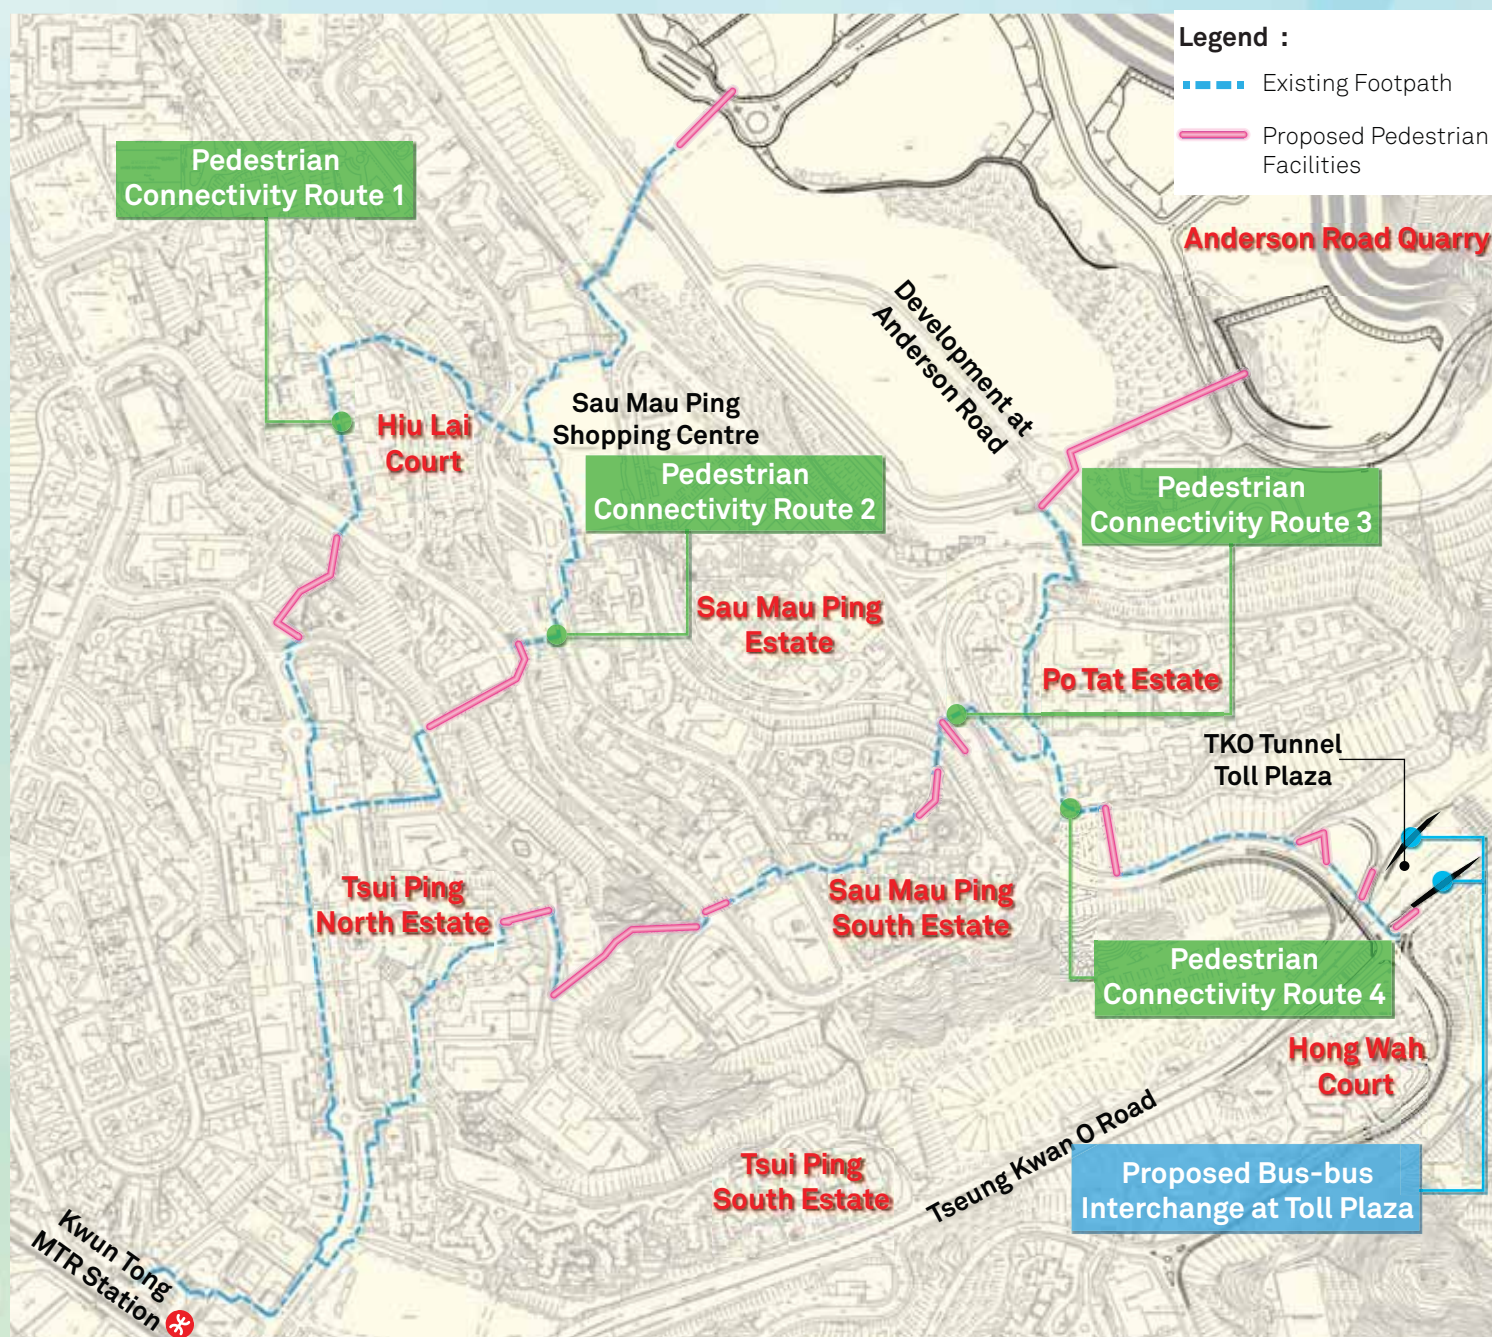 Legend :
Existing Footpath
Proposed Pedestrian
Facilities
Pedestrian
Connectivity Route 1
Anderson Road Quarry
Development at
Anderson Road
Hiu Lai
Court
Sau Mau Ping
Shopping Centre
Pedestrian
Connectivity Route 2
Pedestrian
Connectivity Route 3
Sau Mau Ping
Estate
Po Tat Estate
TKO Tunnel
Toll Plaza
Tsui Ping
North Estate
Sau Mau Ping
South Estate
Pedestrian
Connectivity Route 4
Hong Wah
Court
Tseung Kwan O Road
Tsui Ping
South Estate
Proposed Bus-bus
Interchange at Toll Plaza
Kwun Tong
MTR Station